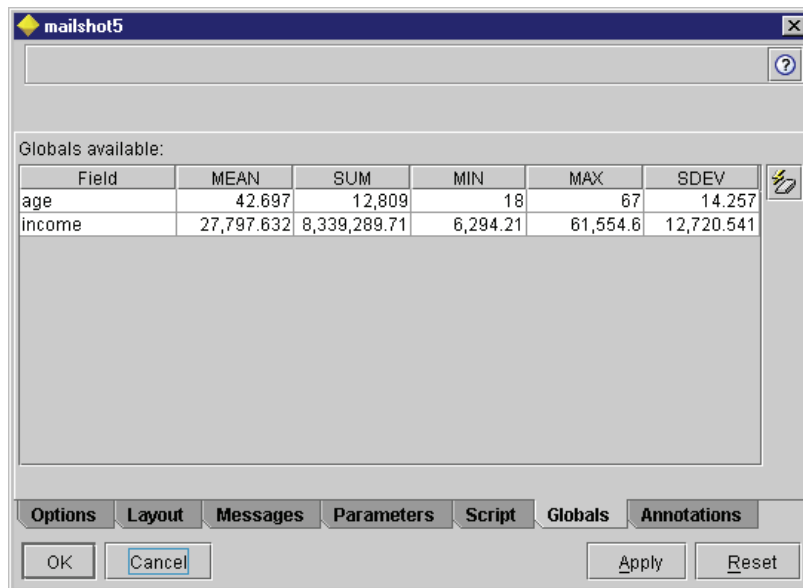 mailshot5
Globals available:
Field MEAN SUM MIN MAX SDEV
age 42.697 12,809 18 67 14.257
income 27,797.632 8,339,289.71 6,294.21 61,554.6 12,720.541
Options Layout Messages Parameters Script Globals Annotations
OK Cancel Apply Reset